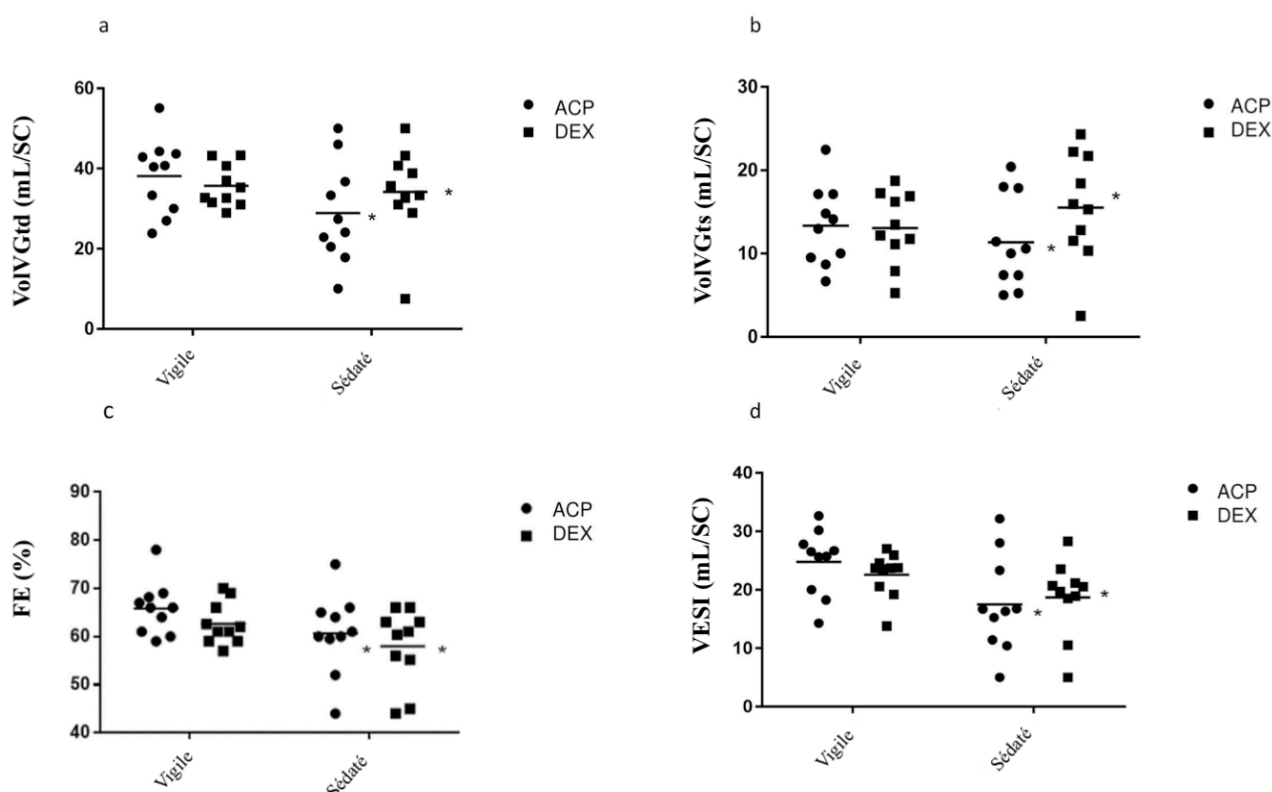 a
VolVGtd (mL/SC)
60
40
20
0
Vigile
Sédaté
ACP
DEX
*
*
b
VolVGts (mL/SC)
30
20
10
0
Vigile
Sédaté
ACP
DEX
*
*
c
FE (%)
90
80
70
60
50
40
Vigile
Sédaté
ACP
DEX
*
*
d
VESI (mL/SC)
40
30
20
10
0
Vigile
Sédaté
ACP
DEX
*
*